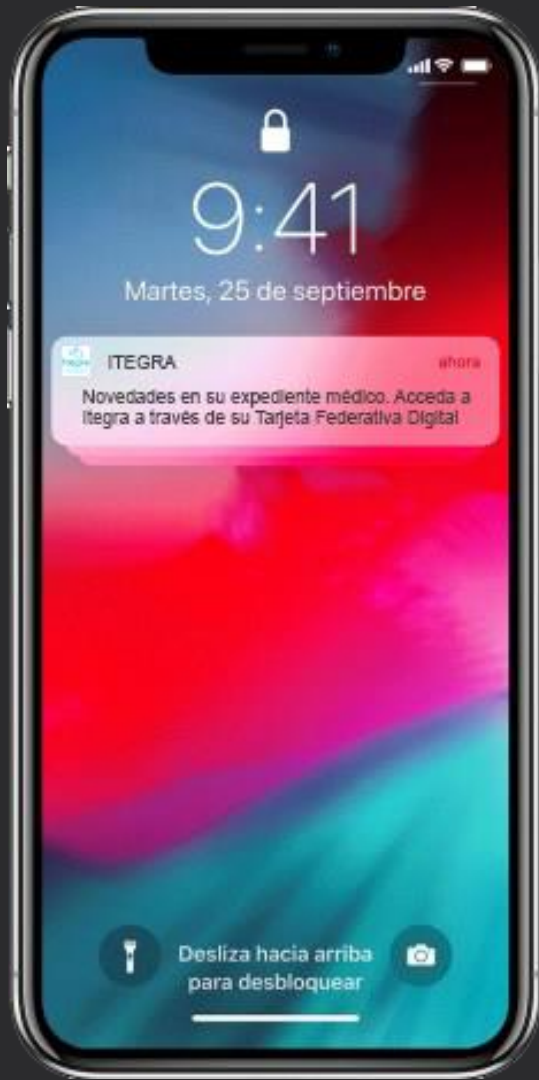 9:41
Martes, 25 de septiembre
ITEGRA
ahora
Novedades en su expediente médico. Acceda a
Itegra a través de su Tarjeta Federativa Digital
Desliza hacia arriba
para desbloquear